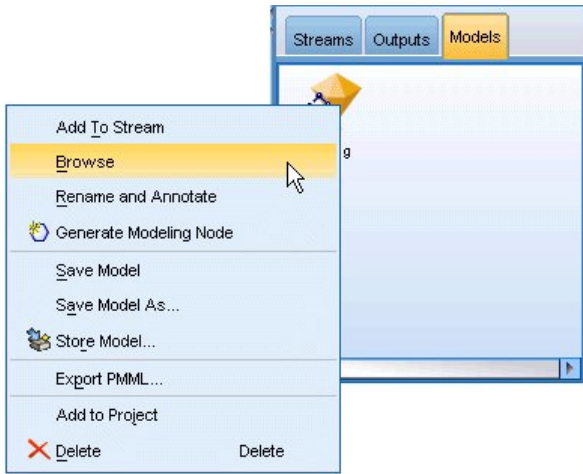 Streams Outputs Models
g
Add To Stream
Browse
Rename and Annotate
Generate Modeling Node
Save Model
Save Model As...
Store Model...
Export PMML...
Add to Project
Delete Delete